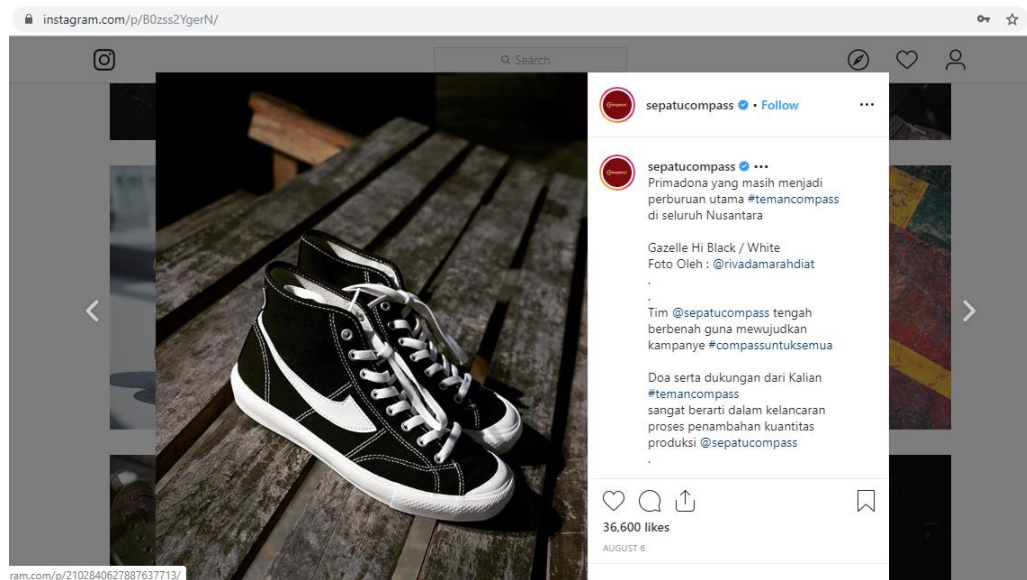 instagram.com/p/B0zss2YgerN/
Search
sepatucompass • Follow
sepatucompass
Primadona yang masih menjadi
perburuan utama #temancompass
di seluruh Nusantara
Gazelle Hi Black / White
Foto Oleh : @rivadamarahdiat
.
.
Tim @sepatucompass tengah
berbenah guna mewujudkan
kampanye #compassuntuksemua
Doa serta dukungan dari Kalian
#temancompass
sangat berarti dalam kelancaran
proses penambahan kuantitas
produksi @sepatucompass
.
36,600 likes
AUGUST 6
ram.com/p/2102840627887637713/